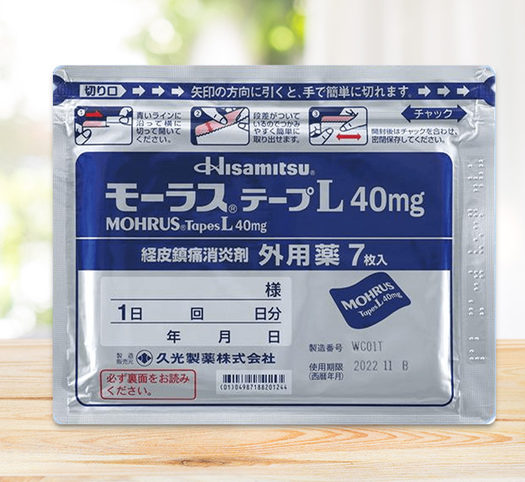 切り口 矢印の方向に引くと、手で簡単に切れます。
チャック
1 青いラインに
沿って横に
切って開いて
ください。
2 段差がついて
いるのでつかみ
やすく簡単に
取り出せます。
3 開封後はチャックを合わせ、
密閉保存してください。
Hisamitsu®
モーラス®テープL 40mg
MOHRUS®Tapes L 40mg
経皮鎮痛消炎剤 外用薬 7枚入
様
1日 回 日分
年 月 日
MOHRUS®
Tapes L 40mg
製造番号 WC01T
使用期限 2022 11 8
(西暦年月)
製造
販売元 久光製薬株式会社
必ず裏面をお読み
ください。
(01)04987188201244